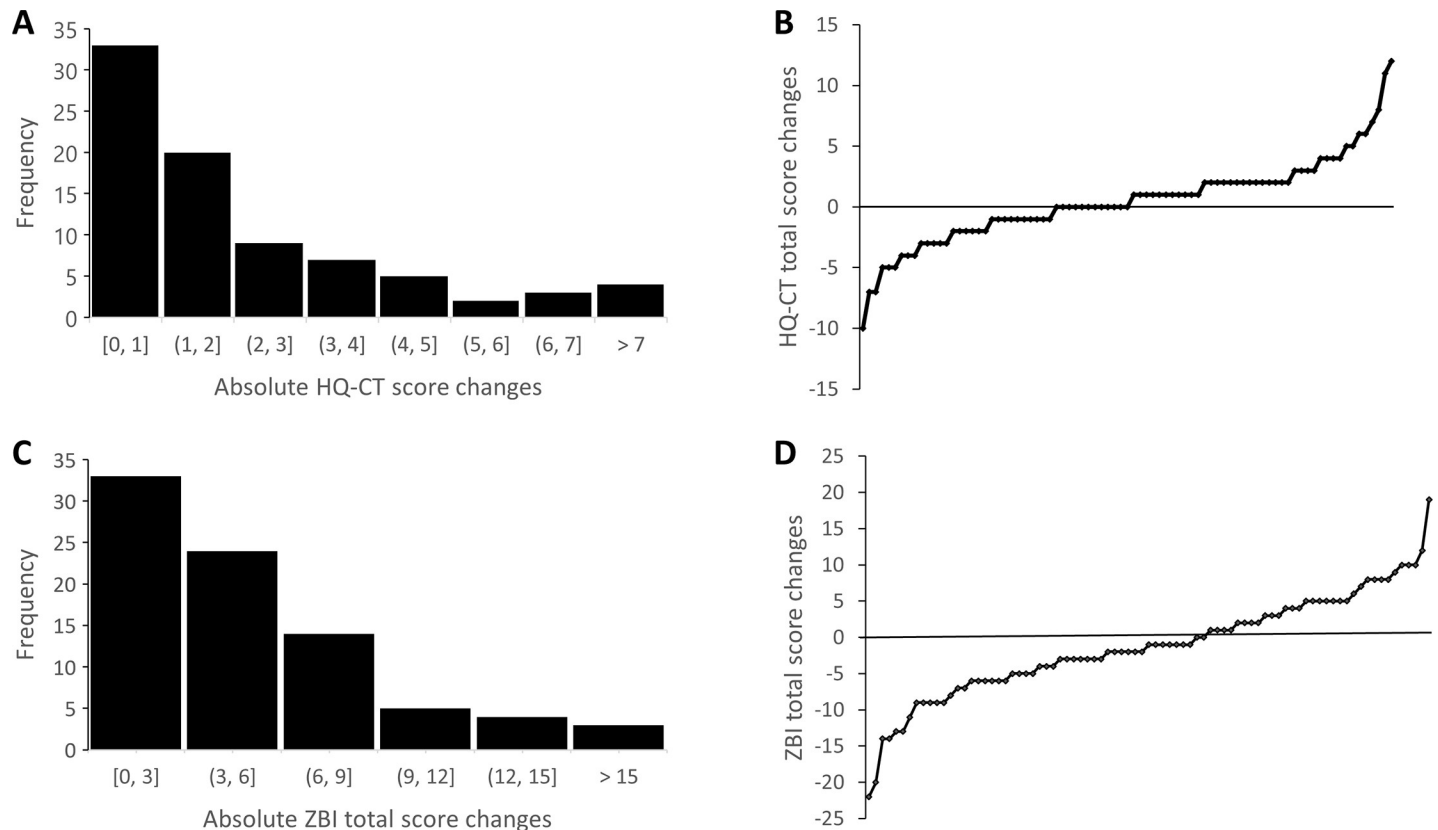 A
35
30
25
20
15
10
5
0
Frequency
[0, 1] (1, 2] (2, 3] (3, 4] (4, 5] (5, 6] (6, 7] > 7
Absolute HQ-CT score changes
B
15
10
5
0
-5
-10
-15
HQ-CT total score changes
C
35
30
25
20
15
10
5
0
Frequency
[0, 3] (3, 6] (6, 9] (9, 12] (12, 15] > 15
Absolute ZBI total score changes
D
25
20
15
10
5
0
-5
-10
-15
-20
-25
ZBI total score changes